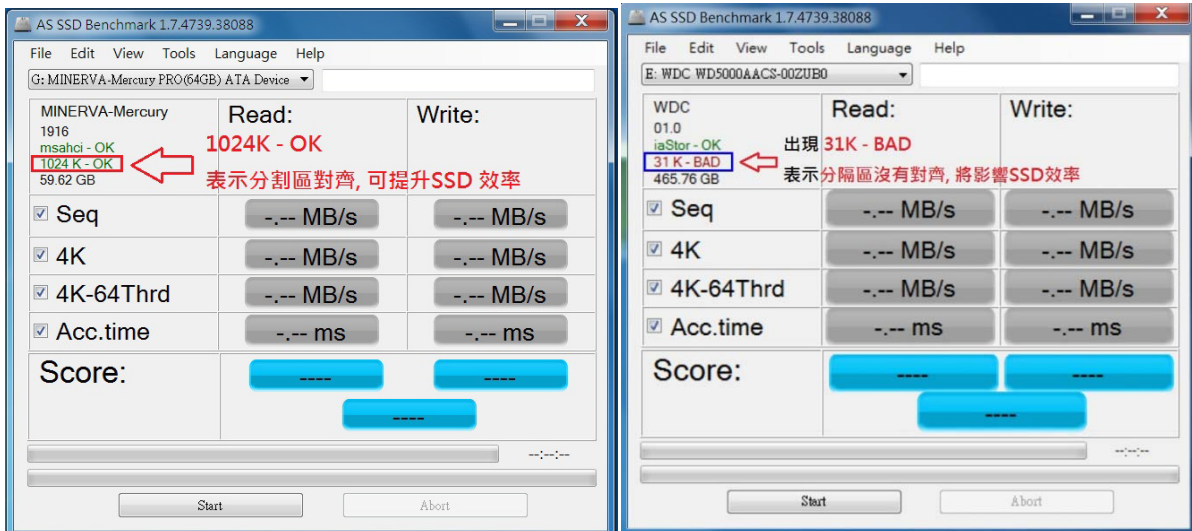 AS SSD Benchmark 1.7.4739.38088
File Edit View Tools Language Help
G: MINERVA-Mercury PRO(64GB) ATA Device
MINERVA-Mercury
1916
msahci - OK
1024 K - OK
59.62 GB
Read:
Write:
1024K - OK
表示分割區對齊, 可提升SSD 效率
Seq
-.-- MB/s
-.-- MB/s
4K
-.-- MB/s
-.-- MB/s
4K-64Thrd
-.-- MB/s
-.-- MB/s
Acc.time
-.-- ms
-.-- ms
Score:
----
----
----
--:--:--
Start
Abort
AS SSD Benchmark 1.7.4739.38088
File Edit View Tools Language Help
E: WDC WD5000AACS-00ZUB0
WDC
01.0
iaStor - OK
31 K - BAD
465.76 GB
Read:
Write:
出現 31K - BAD
表示分隔區沒有對齊, 將影響SSD效率
Seq
-.-- MB/s
-.-- MB/s
4K
-.-- MB/s
-.-- MB/s
4K-64Thrd
-.-- MB/s
-.-- MB/s
Acc.time
-.-- ms
-.-- ms
Score:
----
----
----
--:--:--
Start
Abort